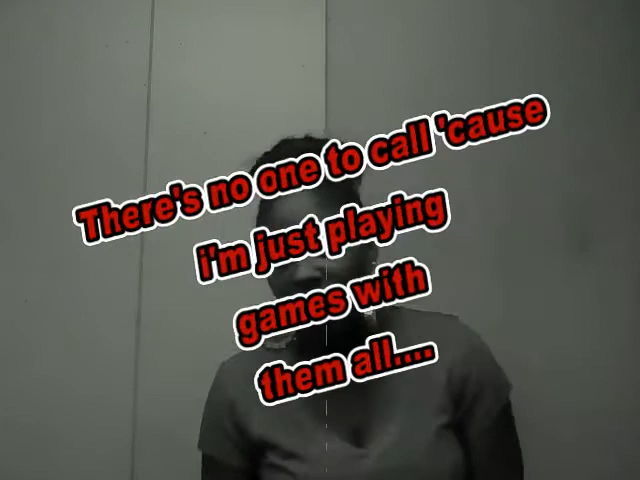 There's no one to call 'cause
i'm just playing
games with
them all....